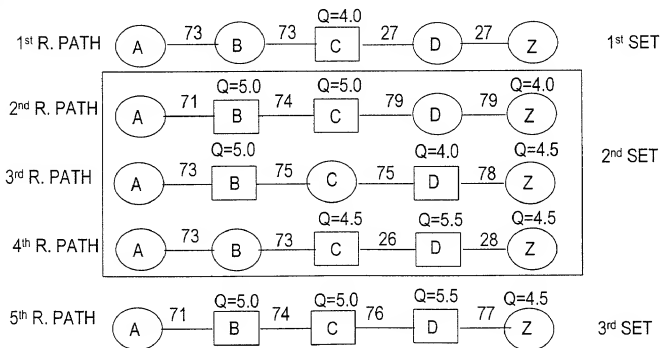 Q=4.0
1st R. PATH A 73 B 73 C 27 D 27 Z 1st SET
Q=5.0 Q=5.0 Q=4.0
2nd R. PATH A 71 B 74 C 79 D 79 Z
Q=5.0 Q=4.0 Q=4.5 2nd SET
3rd R. PATH A 73 B 75 C 75 D 78 Z
Q=4.5 Q=5.5 Q=4.5
4th R. PATH A 73 B 73 C 26 D 28 Z
Q=5.0 Q=5.0 Q=5.5 Q=4.5
5th R. PATH A 71 B 74 C 76 D 77 Z 3rd SET